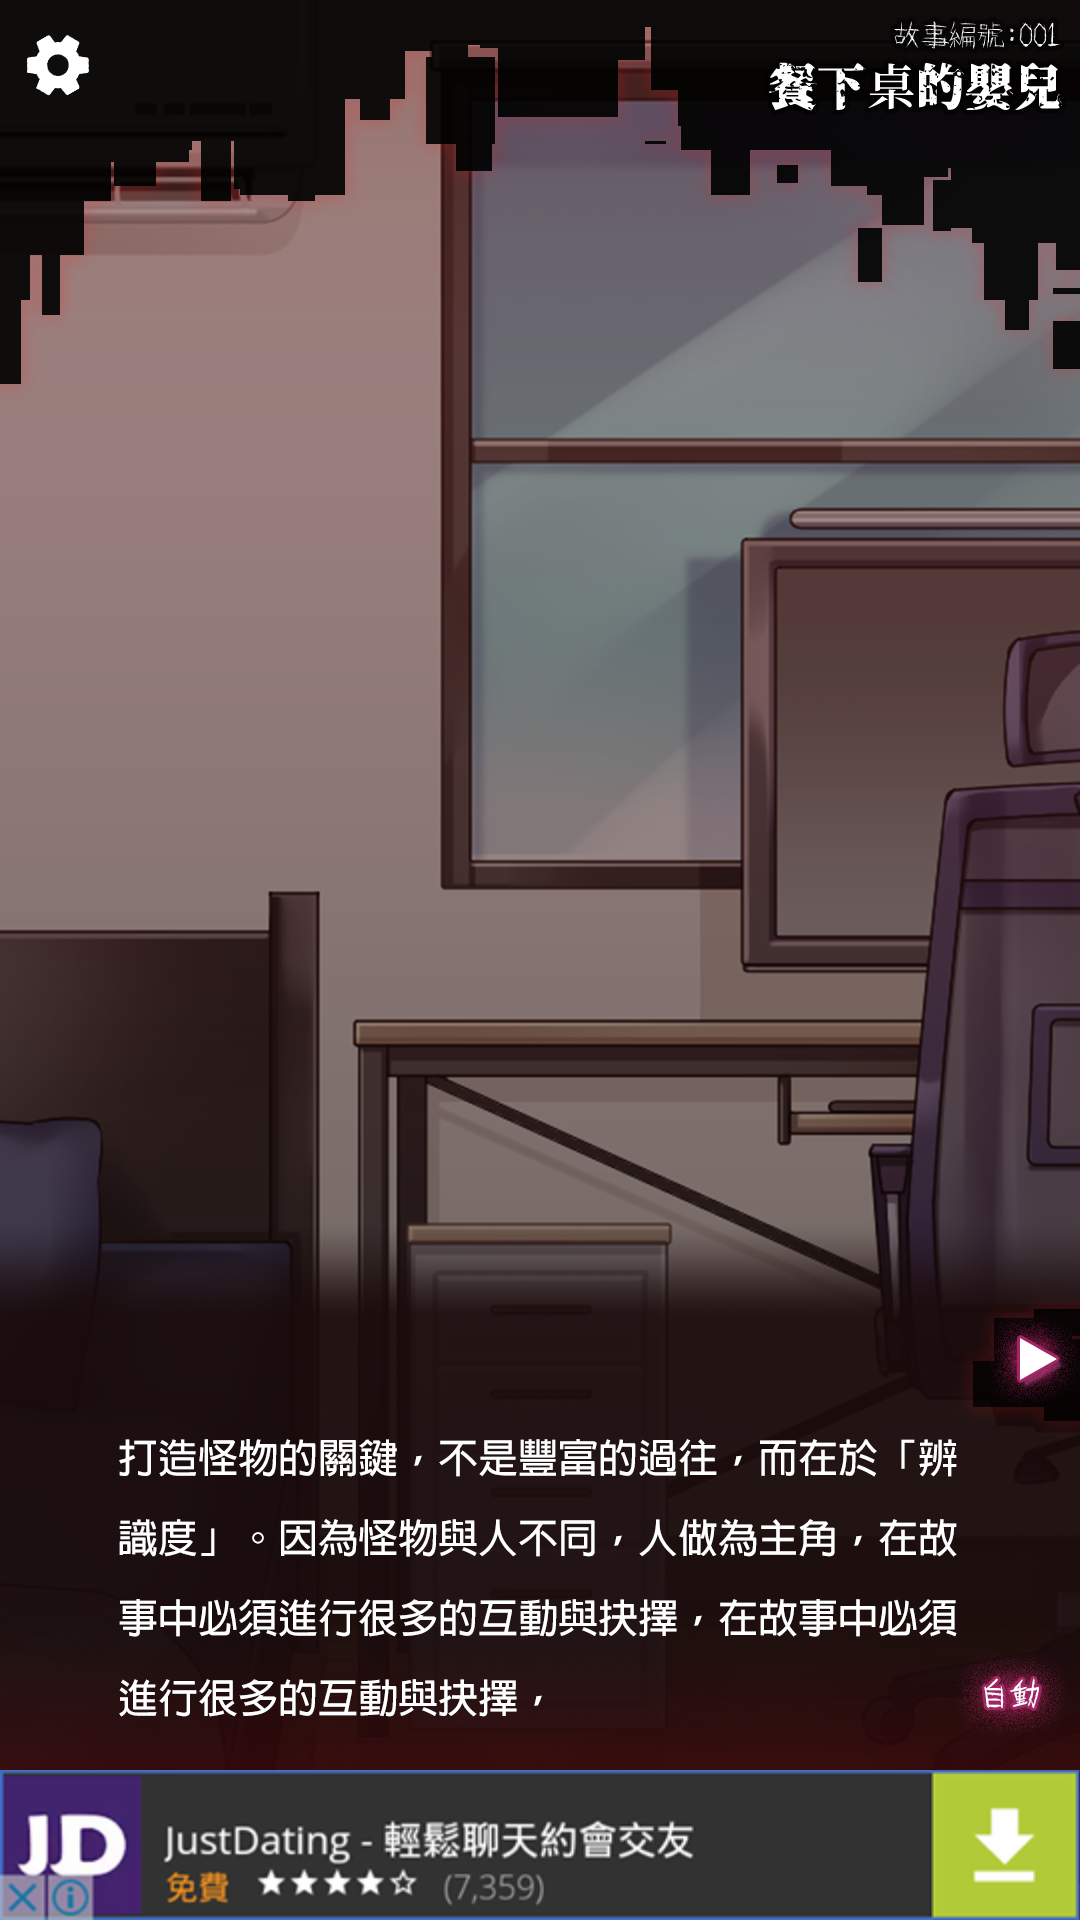 故事編號:001
餐下桌的嬰兒
打造怪物的關鍵，不是豐富的過往，而在於「辨
識度」。因為怪物與人不同，人做為主角，在故
事中必須進行很多的互動與抉擇，在故事中必須
進行很多的互動與抉擇，
自動
JD
JustDating - 輕鬆聊天約會交友
免費 ★★★★☆ (7,359)